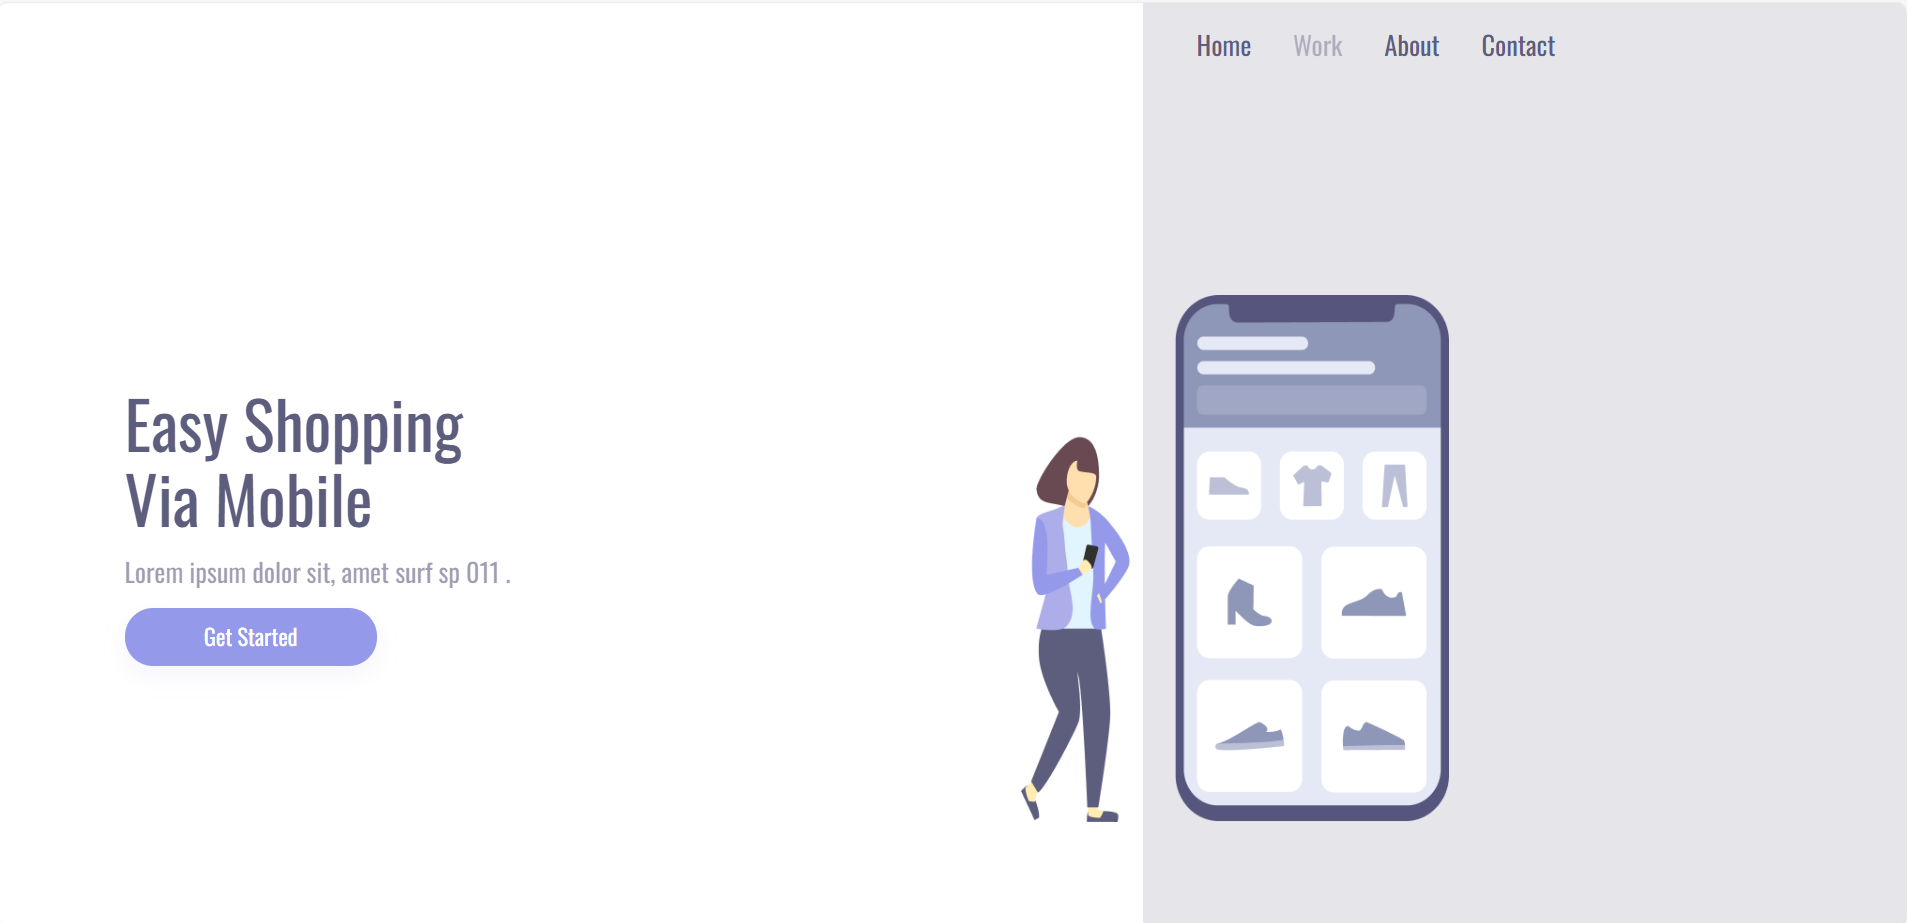 Home Work About Contact
Easy Shopping
Via Mobile
Lorem ipsum dolor sit, amet surf sp 011 .
Get Started